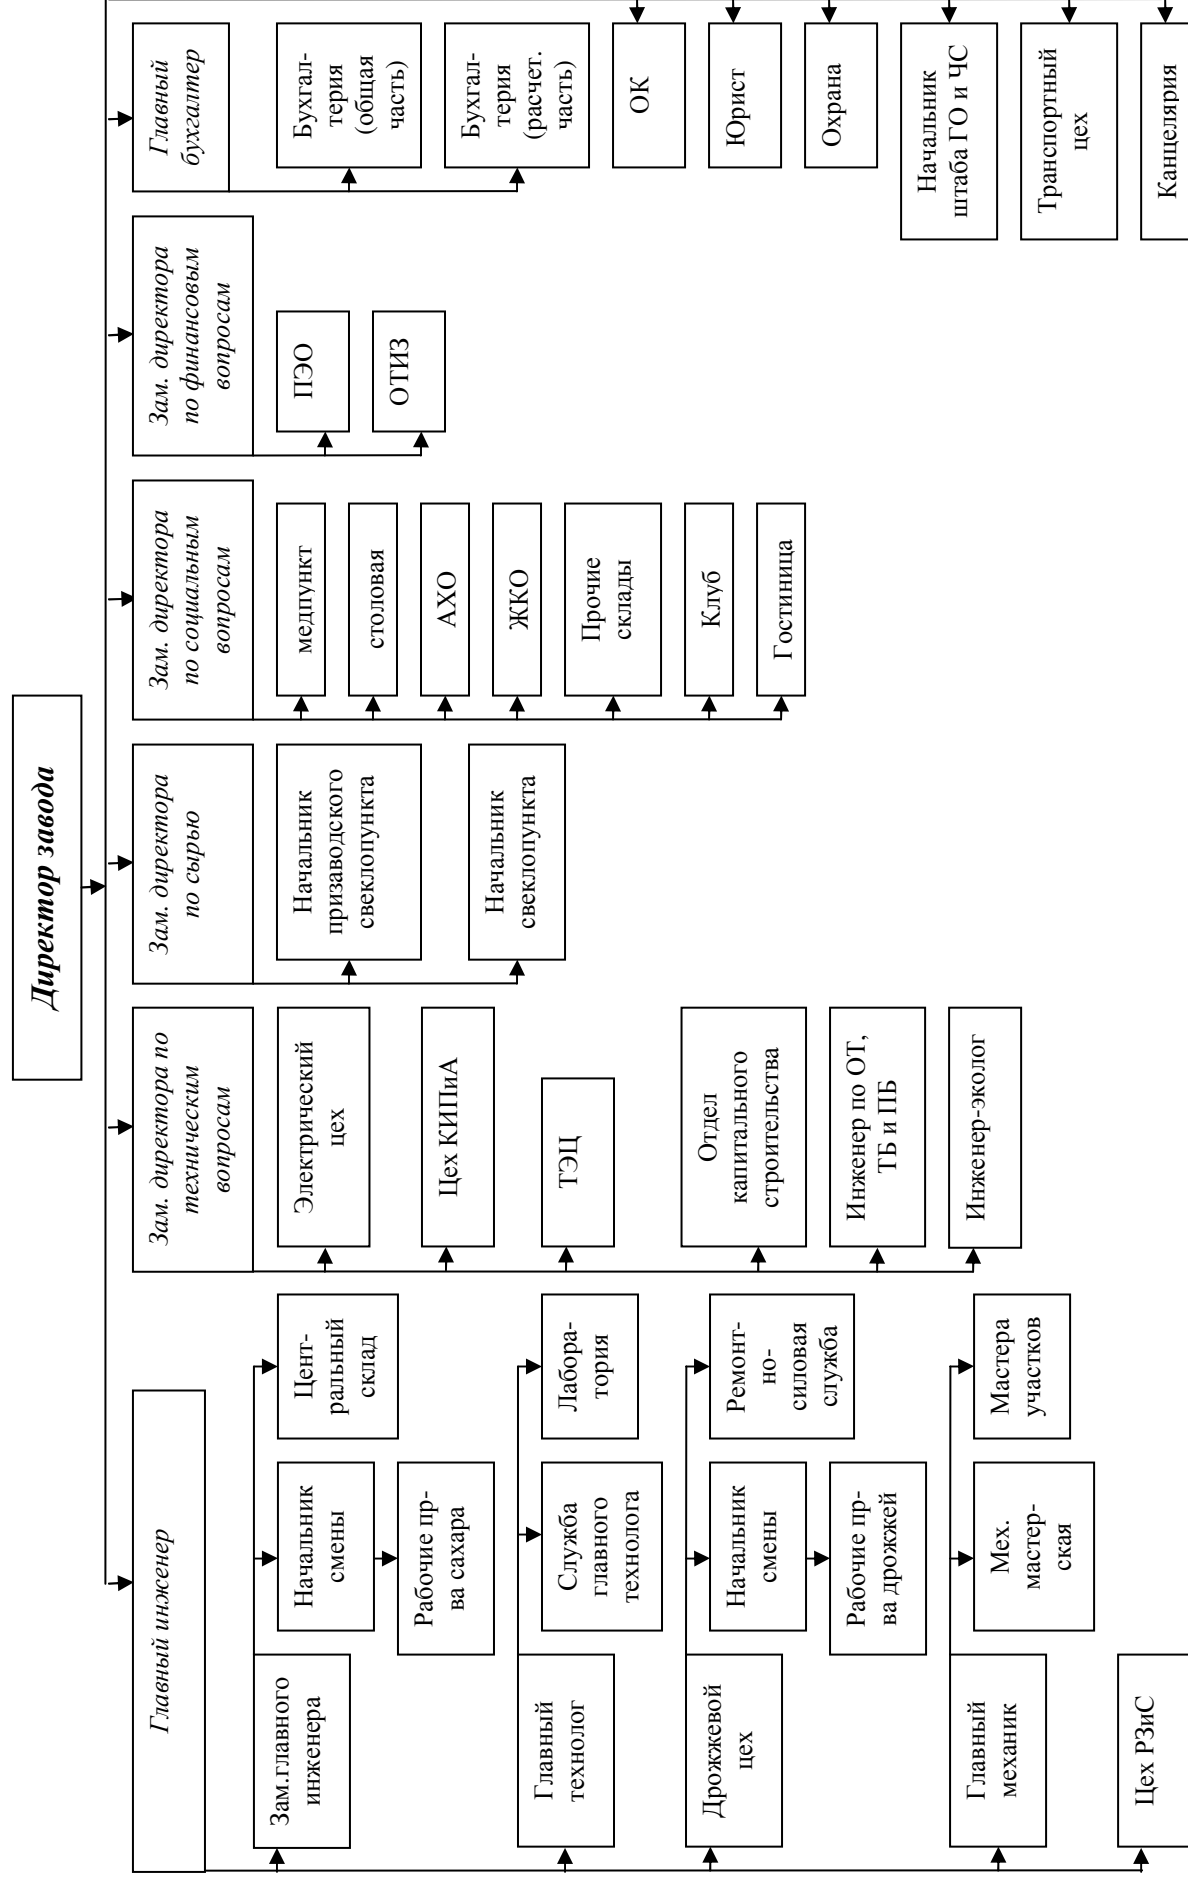 Директор завода
Главный инженер
Зам.главного
инженера
Начальник
смены
Цент-
ральный
склад
Рабочие пр-
ва сахара
Главный
технолог
Служба
главного
технолога
Лабора-
тория
Дрожжевой
цех
Начальник
смены
Ремонт-
но-
силовая
служба
Рабочие пр-
ва дрожжей
Главный
механик
Мех.
мастер-
ская
Мастера
участков
Цех РЗиС
Зам. директора по
техническим
вопросам
Электрический
цех
Цех КИПиА
ТЭЦ
Отдел
капитального
строительства
Инженер по ОТ,
ТБ и ПБ
Инженер-эколог
Зам. директора
по сырью
Начальник
призаводского
свеклопункта
Начальник
свеклопункта
Зам. директора
по социальным
вопросам
медпункт
столовая
АХО
ЖКО
Прочие
склады
Клуб
Гостиница
Зам. директора
по финансовым
вопросам
ПЭО
ОТИЗ
Главный
бухгалтер
Бухгал-
терия
(общая
часть)
Бухгал-
терия
(расчет.
часть)
ОК
Юрист
Охрана
Начальник
штаба ГО и ЧС
Транспортный
цех
Канцелярия